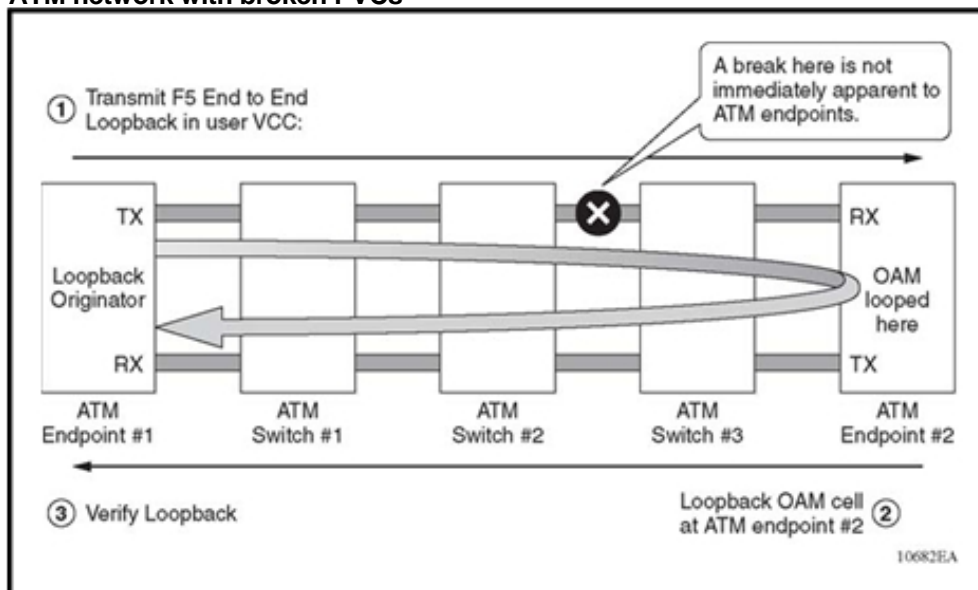 ATM network with broken PVCs
A break here is not
immediately apparent to
ATM endpoints.
1 Transmit F5 End to End
Loopback in user VCC:
TX
RX
Loopback
Originator
OAM
looped
here
RX
TX
ATM
Endpoint #1
ATM
Switch #1
ATM
Switch #2
ATM
Switch #3
ATM
Endpoint #2
3 Verify Loopback
Loopback OAM cell
at ATM endpoint #2 2
10682EA